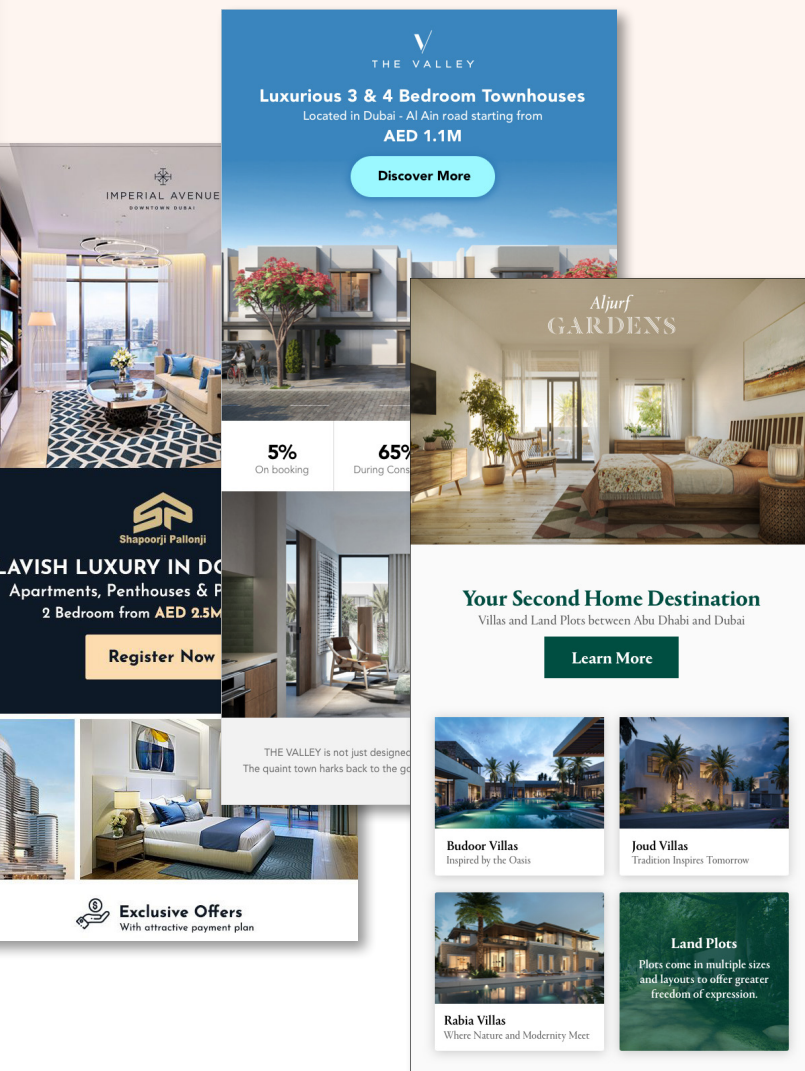 THE VALLEY
Luxurious 3 & 4 Bedroom Townhouses
Located in Dubai - Al Ain road starting from
AED 1.1M
Discover More
5%
On booking
65%
During
THE VALLEY is not just designed
The quaint town harks back to the
IMPERIAL AVENUE
DOWNTOWN DUBAI
Shapoorji Pallonji
LAVISH LUXURY IN
Apartments, Penthouses &
2 Bedroom from AED 2.5M
Register Now
Exclusive Offers
With attractive payment plan
Aljurf
GARDENS
Your Second Home Destination
Villas and Land Plots between Abu Dhabi and Dubai
Learn More
Budoor Villas
Inspired by the Oasis
Joud Villas
Tradition Inspires Tomorrow
Rabia Villas
Where Nature and Modernity Meet
Land Plots
Plots come in multiple sizes
and layouts to offer greater
freedom of expression.